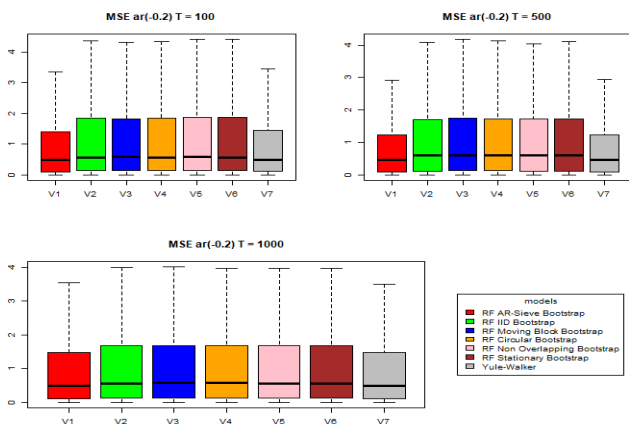 MSE ar(-0.2) T = 100
4
3
2
1
0
V1 V2 V3 V4 V5 V6 V7
MSE ar(-0.2) T = 500
4
3
2
1
0
V1 V2 V3 V4 V5 V6 V7
MSE ar(-0.2) T = 1000
4
3
2
1
0
V1 V2 V3 V4 V5 V6 V7
models
RF AR-Sieve Bootstrap
RF IID Bootstrap
RF Moving Block Bootstrap
RF Circular Bootstrap
RF Non Overlapping Bootstrap
RF Stationary Bootstrap
Yule-Walker